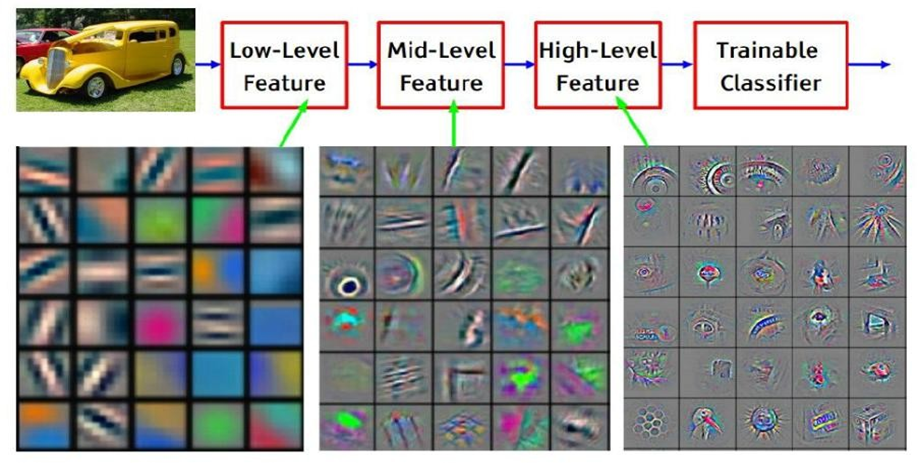 Low-Level
Feature
Mid-Level
Feature
High-Level
Feature
Trainable
Classifier